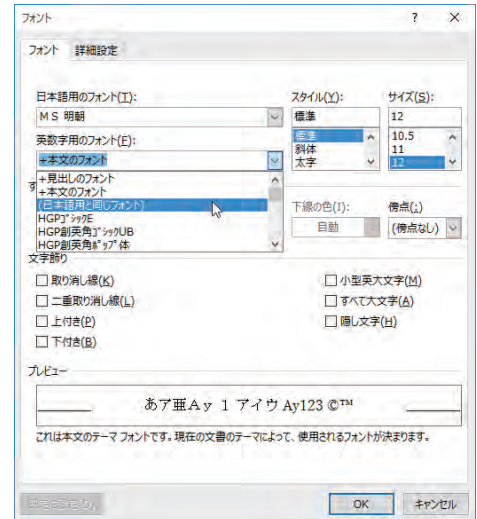 フォント ? ×
フォント 詳細設定
日本語用のフォント(T): スタイル(Y): サイズ(S):
ＭＳ 明朝 標準 12
英数字用のフォント(F): 標準 10.5
+本文のフォント 斜体 11
太字 12
+見出しのフォント
+本文のフォント
す
(日本語用と同じフォント) 下線の色(I): 傍点(;)
HGPｺﾞｼｯｸE 自動 (傍点なし)
HGP創英角ｺﾞｼｯｸUB
HGP創英角ﾎﾟｯﾌﾟ体
文字飾り
取り消し線(K) 小型英大文字(M)
二重取り消し線(L) すべて大文字(A)
上付き(P) 隠し文字(H)
下付き(B)
プレビュー
あア亜Ａｙ １ アイウ Ay123 ©™
これは本文のテーマ フォントです。現在の文書のテーマによって、使用されるフォントが決まります。
OK キャンセル